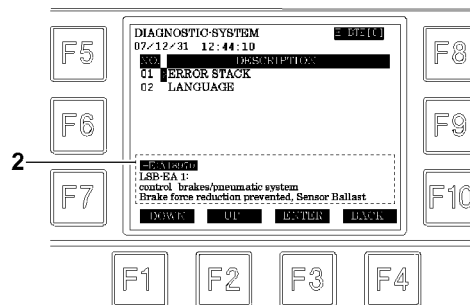 DIAGNOSTIC-SYSTEM
07/12/31 12:44:10
NO. DESCRIPTION
01 ERROR STACK
02 LANGUAGE
LSB-EA 1:
control brakes/pneumatic system
Brake force reduction prevented, Sensor Ballast
DOWN UP ENTER BACK
F5
F6
F7
F8
F9
F10
2
F1 F2 F3 F4